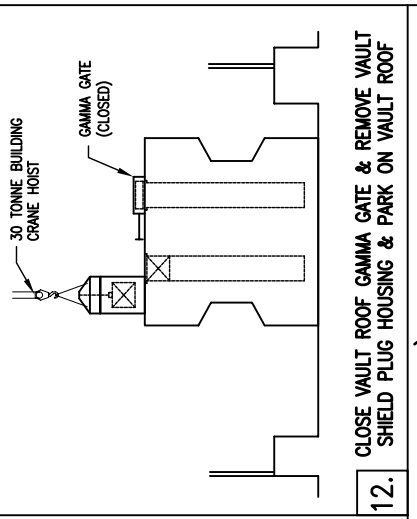 30 TONNE BUILDING
CRANE HOIST
GAMMA GATE
(CLOSED)
12. CLOSE VAULT ROOF GAMMA GATE & REMOVE VAULT
SHIELD PLUG HOUSING & PARK ON VAULT ROOF